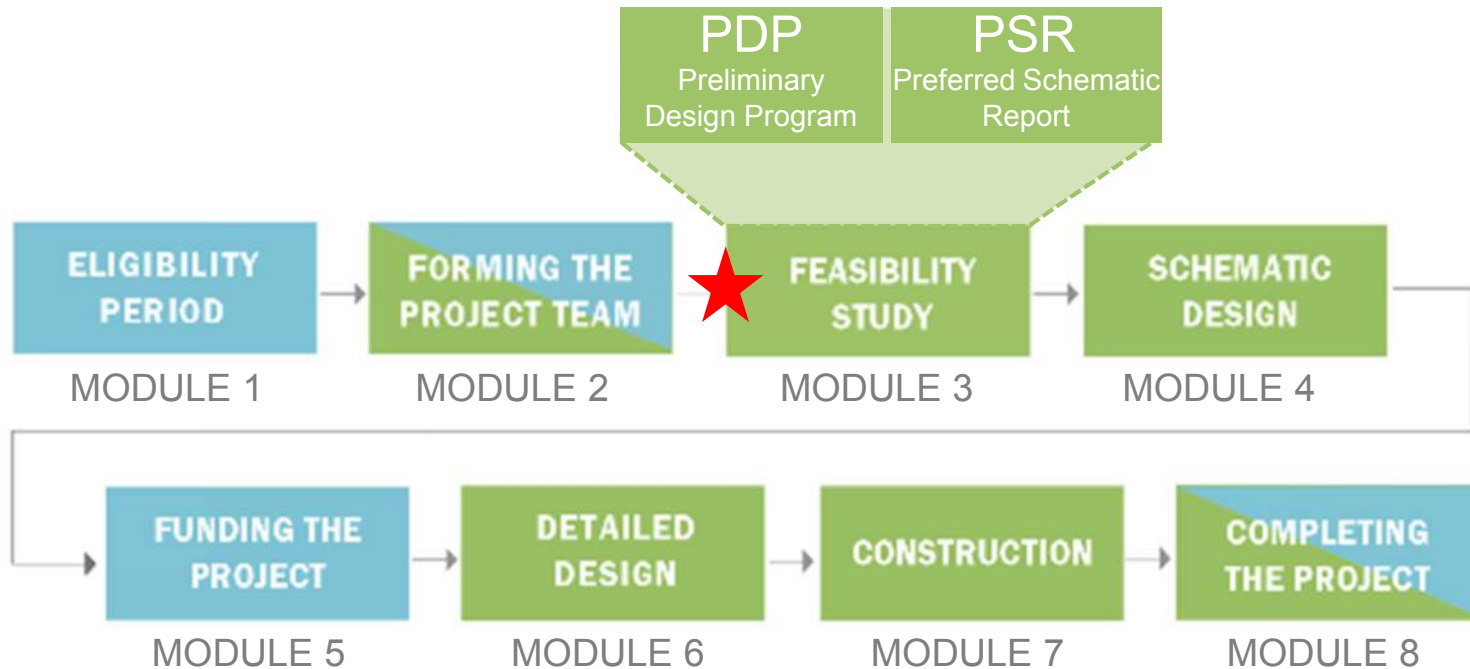 PDP
Preliminary
Design Program
PSR
Preferred Schematic
Report
ELIGIBILITY
PERIOD
MODULE 1
FORMING THE
PROJECT TEAM
MODULE 2
FEASIBILITY
STUDY
MODULE 3
SCHEMATIC
DESIGN
MODULE 4
FUNDING THE
PROJECT
MODULE 5
DETAILED
DESIGN
MODULE 6
CONSTRUCTION
MODULE 7
COMPLETING
THE PROJECT
MODULE 8